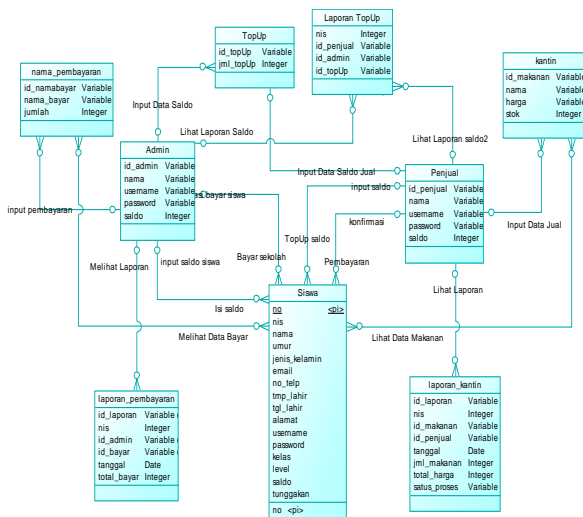 TopUp
id_topUp Variable
jml_topUp Integer
Laporan TopUp
nis Integer
id_penjual Variable
id_admin Variable
id_topUp Variable
kantin
id_makanan Variable
nama Variable
harga Variable
stok Integer
nama_pembayaran
id_namabayar Variable
nama_bayar Variable
jumlah Integer
Input Data Saldo
Lihat Laporan Saldo
Lihat Laporan saldo2
Admin
id_admin Variable
nama Variable
username Variable
password Variable
saldo Integer
bayar siswa
Input Data Saldo Jual
input saldo
Penjual
id_penjual Variable
nama Variable
username Variable
password Variable
saldo Integer
input pembayaran
konfirmasi
Input Data Jual
Melihat Laporan
input saldo siswa
Bayar sekolah
TopUp saldo
Pembayaran
Lihat Laporan
Isi saldo
Melihat Data Bayar
Lihat Data Makanan
Siswa
no <pi>
nis
nama
umur
jenis_kelamin
email
no_telp
tmp_lahir
tgl_lahir
alamat
username
password
kelas
level
saldo
tunggakan
no <pi>
laporan_pembayaran
id_laporan Variable (
nis Integer
id_admin Variable (
id_bayar Variable (
tanggal Date
total_bayar Integer
laporan_kantin
id_laporan Variable
nis Integer
id_makanan Variable
id_penjual Variable
tanggal Date
jml_makanan Integer
total_harga Integer
satus_proses Variable